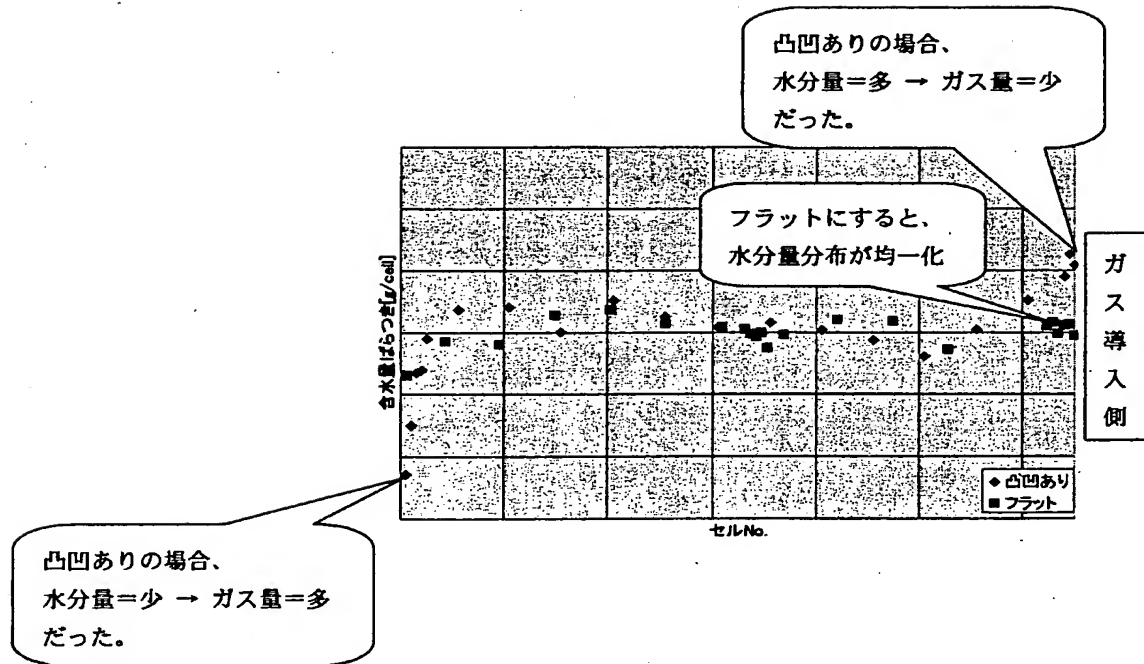 凸凹ありの場合、
水分量＝多 → ガス量＝少
だった。
フラットにすると、
水分量分布が均一化
ガス導入側
含水量ばらつき[g/cell]
◆ 凸凹あり
■ フラット
セルNo.
凸凹ありの場合、
水分量＝少 → ガス量＝多
だった。